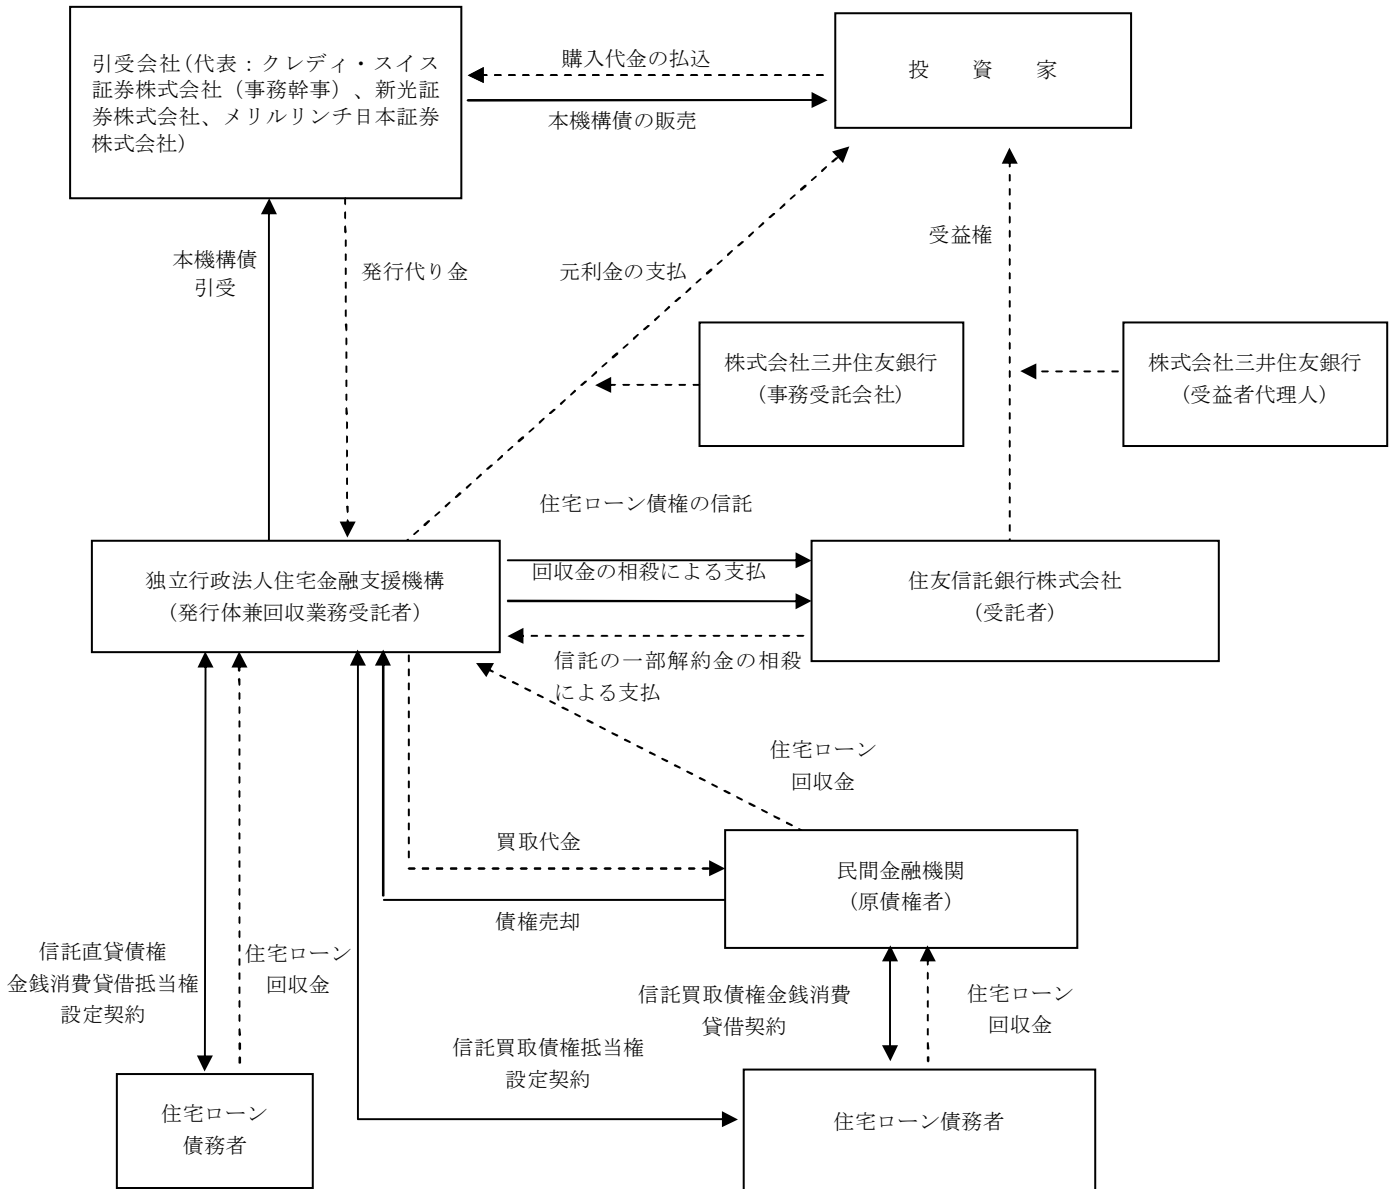 引受会社(代表:クレディ・スイス
証券株式会社(事務幹事)、新光証
券株式会社、メリルリンチ日本証券
株式会社)
購入代金の払込
本機構債の販売
投 資 家
本機構債
引受
発行代り金
元利金の支払
受益権
株式会社三井住友銀行
(事務受託会社)
株式会社三井住友銀行
(受益者代理人)
住宅ローン債権の信託
独立行政法人住宅金融支援機構
(発行体兼回収業務受託者)
回収金の相殺による支払
住友信託銀行株式会社
(受託者)
信託の一部解約金の相殺
による支払
住宅ローン
回収金
買取代金
民間金融機関
(原債権者)
債権売却
信託直貸債権
金銭消費貸借抵当権
設定契約
住宅ローン
回収金
信託買取債権金銭消費
貸借契約
住宅ローン
回収金
信託買取債権抵当権
設定契約
住宅ローン
債務者
住宅ローン債務者